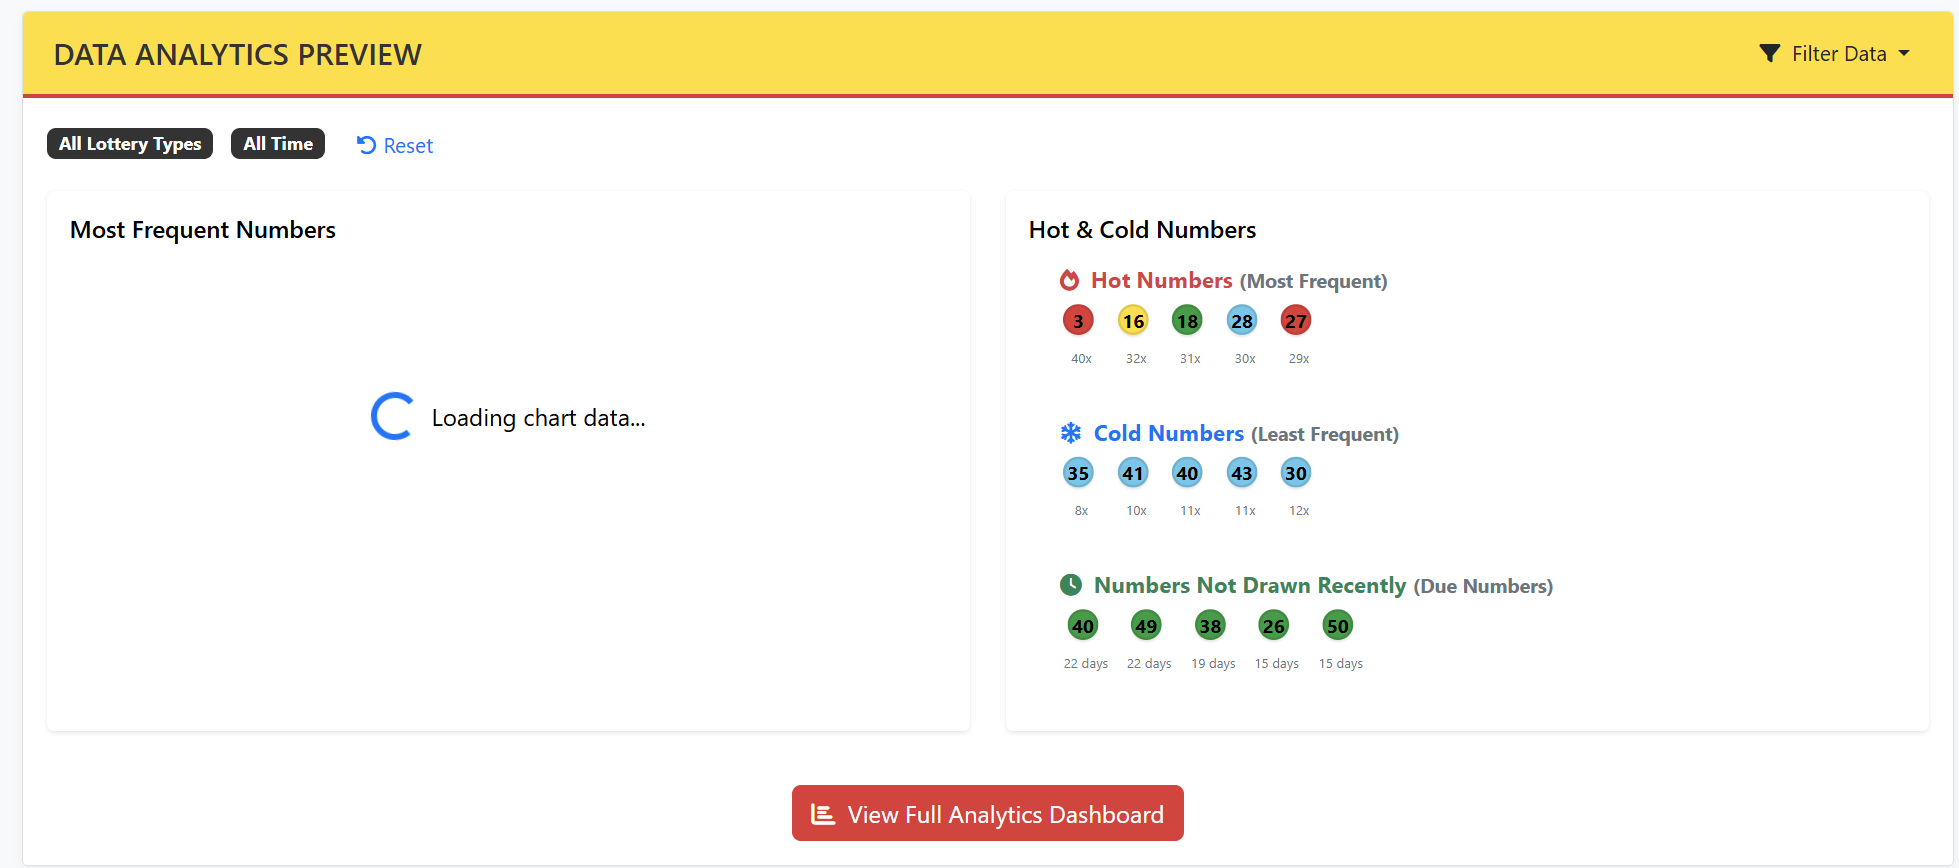 DATA ANALYTICS PREVIEW
Filter Data
All Lottery Types All Time Reset
Most Frequent Numbers
Loading chart data...
Hot & Cold Numbers
Hot Numbers (Most Frequent)
3 16 18 28 27
40x 32x 31x 30x 29x
Cold Numbers (Least Frequent)
35 41 40 43 30
8x 10x 11x 11x 12x
Numbers Not Drawn Recently (Due Numbers)
40 49 38 26 50
22 days 22 days 19 days 15 days 15 days
View Full Analytics Dashboard